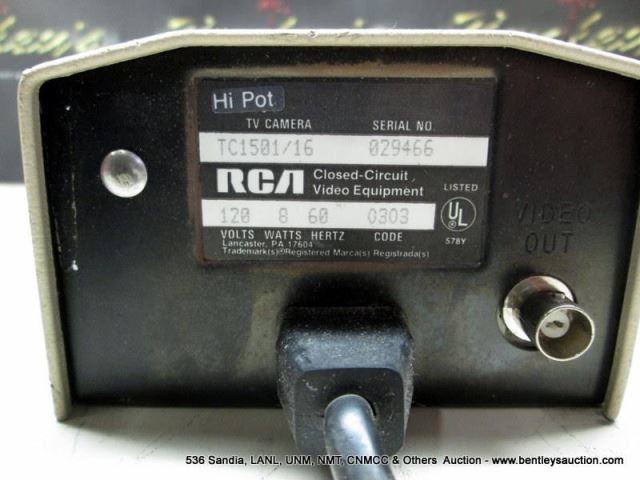 Hi Pot
TV CAMERA SERIAL NO.
TC1501/16 029466
RCA Closed-Circuit
Video Equipment
LISTED
UL
578Y
120 8 60 0303
VOLTS WATTS HERTZ CODE
Lancaster, PA 17604
Trademark(s)®Registered Marca(s) Registrada(s)
VIDEO
OUT
536 Sandia, LANL, UNM, NMT, CNMCC & Others Auction - www.bentleysauction.com